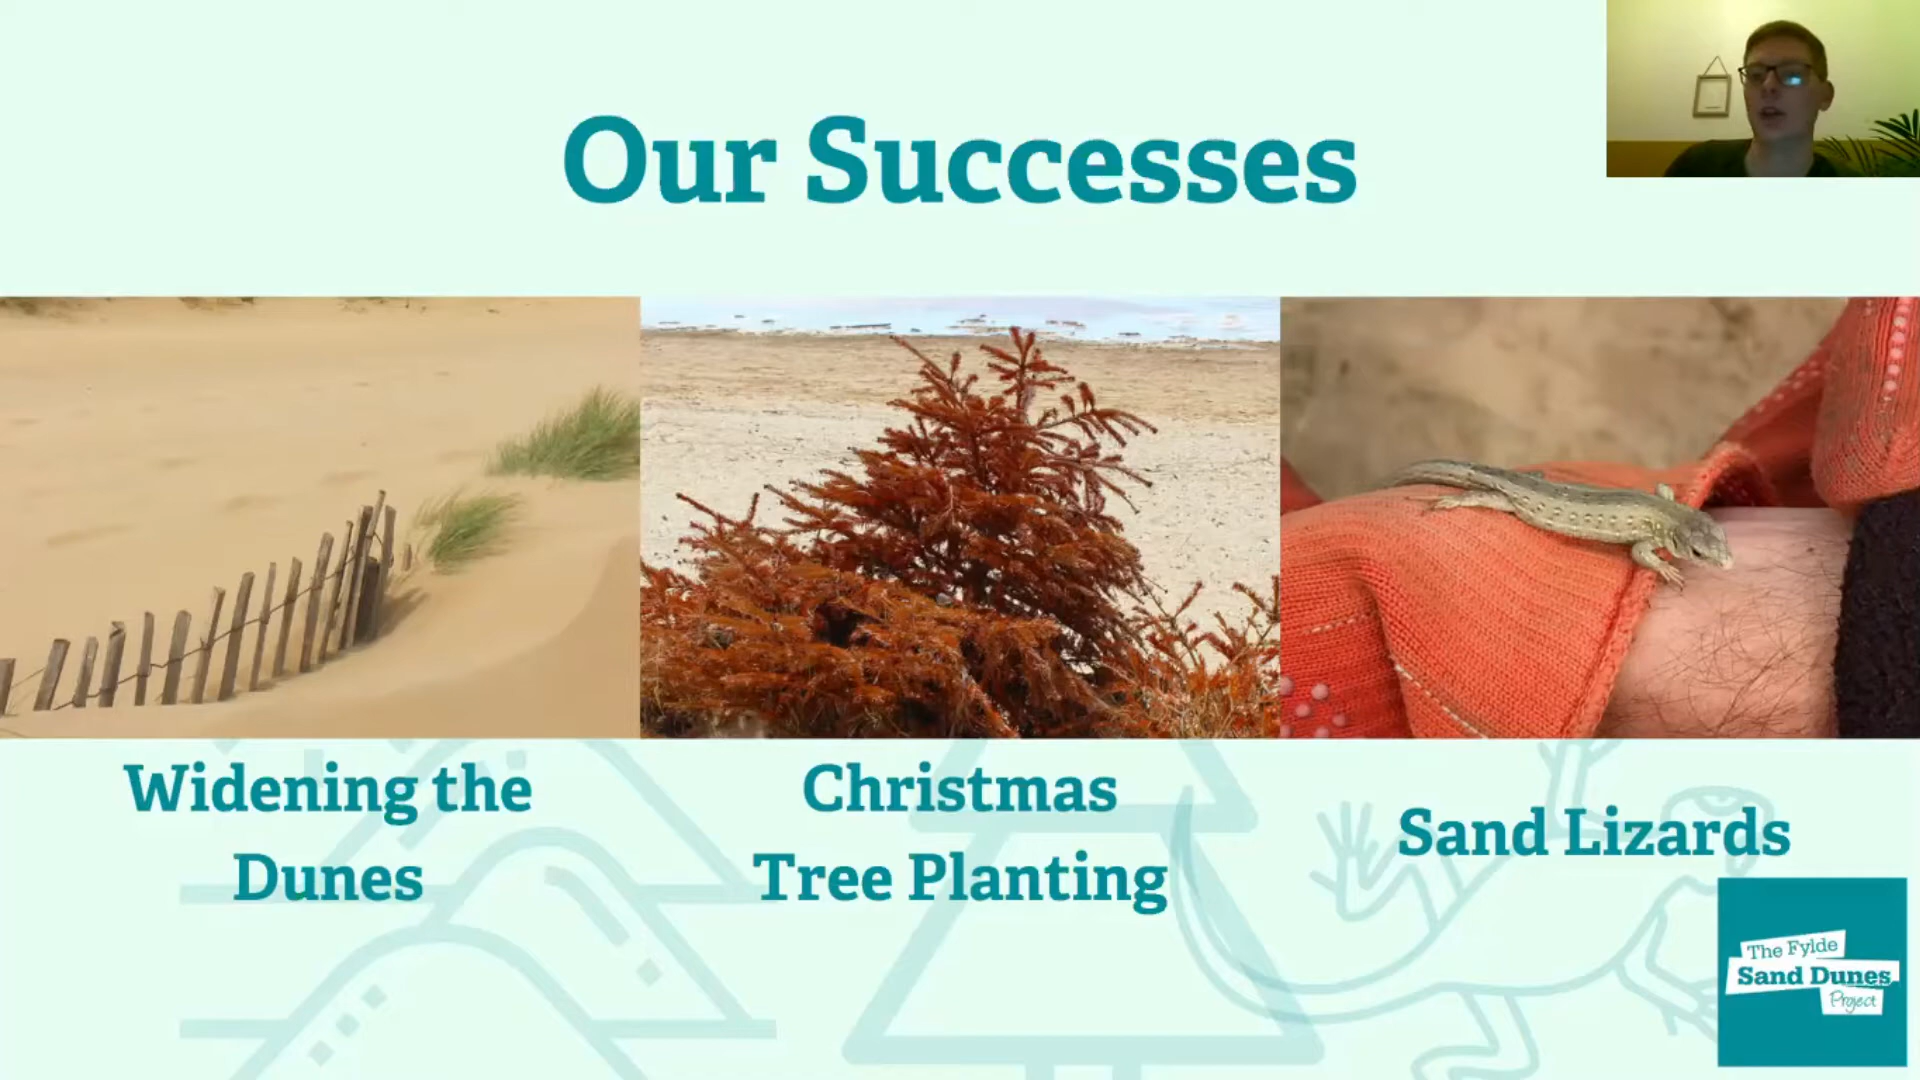 Our Successes
Widening the
Dunes
Christmas
Tree Planting
Sand Lizards
The Fylde
Sand Dunes
Project